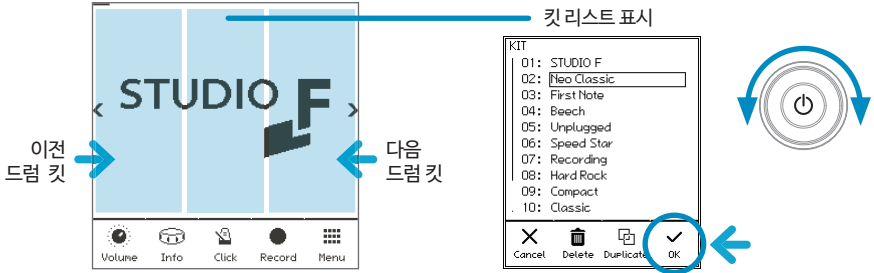 킷 리스트 표시
STUDIO F
이전
드럼 킷
다음
드럼 킷
Volume Info Click Record Menu
KIT
01: STUDIO F
02: Neo Classic
03: First Note
04: Beech
05: Unplugged
06: Speed Star
07: Recording
08: Hard Rock
09: Compact
10: Classic
Cancel Delete Duplicate OK